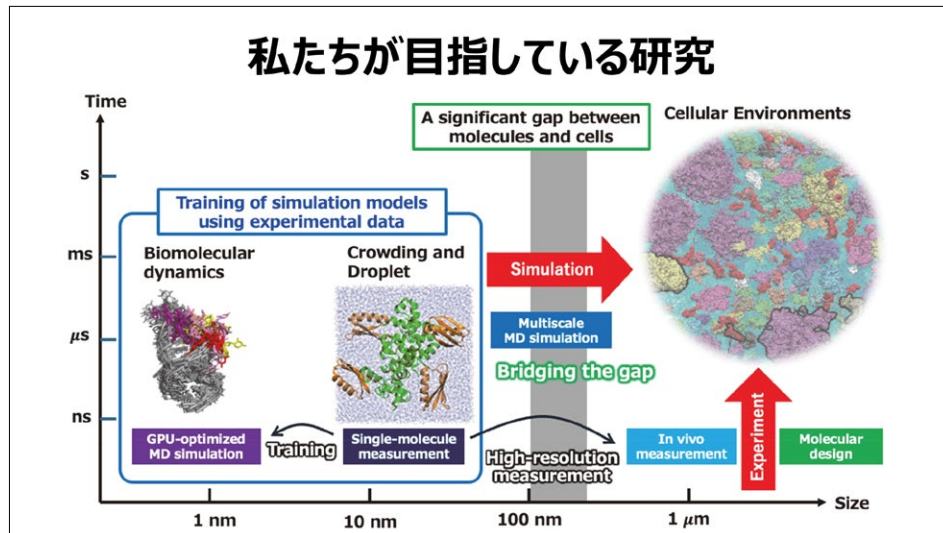 私たちが目指している研究
Time
A significant gap between
molecules and cells
Cellular Environments
s
Training of simulation models
using experimental data
ms
Biomolecular
dynamics
Crowding and
Droplet
Simulation
μs
Multiscale
MD simulation
Bridging the gap
ns
GPU-optimized
MD simulation
Training
Single-molecule
measurement
High-resolution
measurement
In vivo
measurement
Experiment
Molecular
design
1 nm
10 nm
100 nm
1 μm
Size